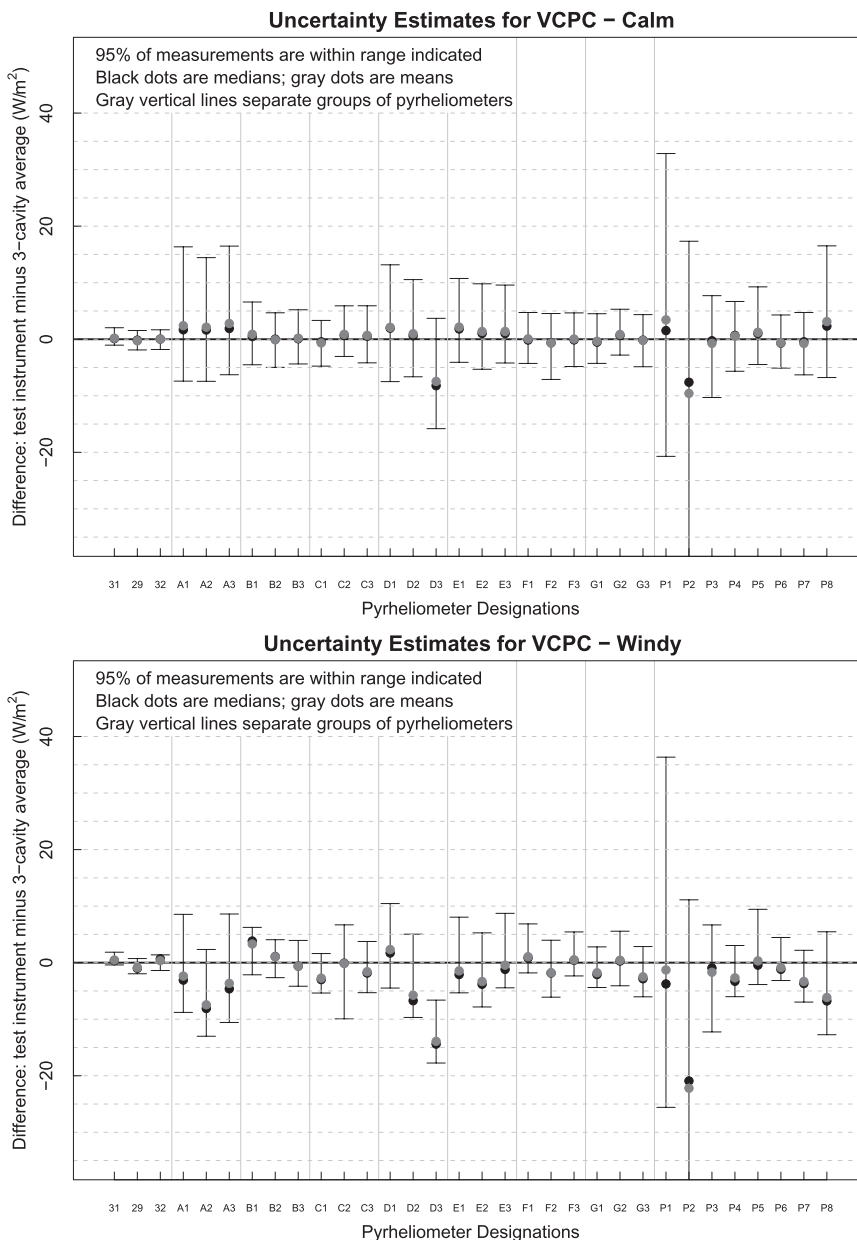 Uncertainty Estimates for VCPC − Calm
95% of measurements are within range indicated
Black dots are medians; gray dots are means
Gray vertical lines separate groups of pyrheliometers
Difference: test instrument minus 3−cavity average (W/m²)
40
20
0
−20
31 29 32 A1 A2 A3 B1 B2 B3 C1 C2 C3 D1 D2 D3 E1 E2 E3 F1 F2 F3 G1 G2 G3 P1 P2 P3 P4 P5 P6 P7 P8
Pyrheliometer Designations
Uncertainty Estimates for VCPC − Windy
95% of measurements are within range indicated
Black dots are medians; gray dots are means
Gray vertical lines separate groups of pyrheliometers
Difference: test instrument minus 3−cavity average (W/m²)
40
20
0
−20
31 29 32 A1 A2 A3 B1 B2 B3 C1 C2 C3 D1 D2 D3 E1 E2 E3 F1 F2 F3 G1 G2 G3 P1 P2 P3 P4 P5 P6 P7 P8
Pyrheliometer Designations